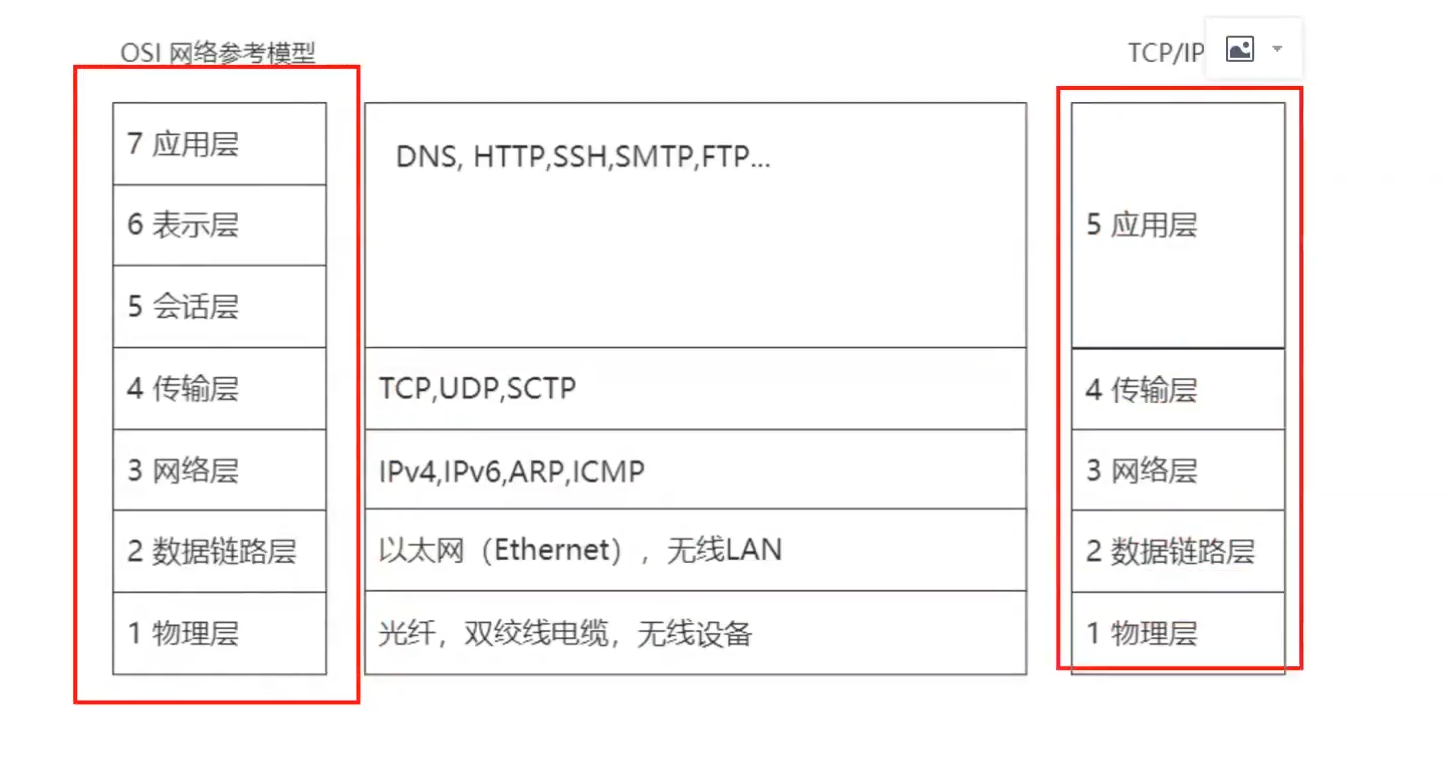 OSI 网络参考模型
TCP/IP
7 应用层
DNS, HTTP,SSH,SMTP,FTP...
6 表示层
5 应用层
5 会话层
4 传输层
TCP,UDP,SCTP
4 传输层
3 网络层
IPv4,IPv6,ARP,ICMP
3 网络层
2 数据链路层
以太网（Ethernet），无线LAN
2 数据链路层
1 物理层
光纤，双绞线电缆，无线设备
1 物理层